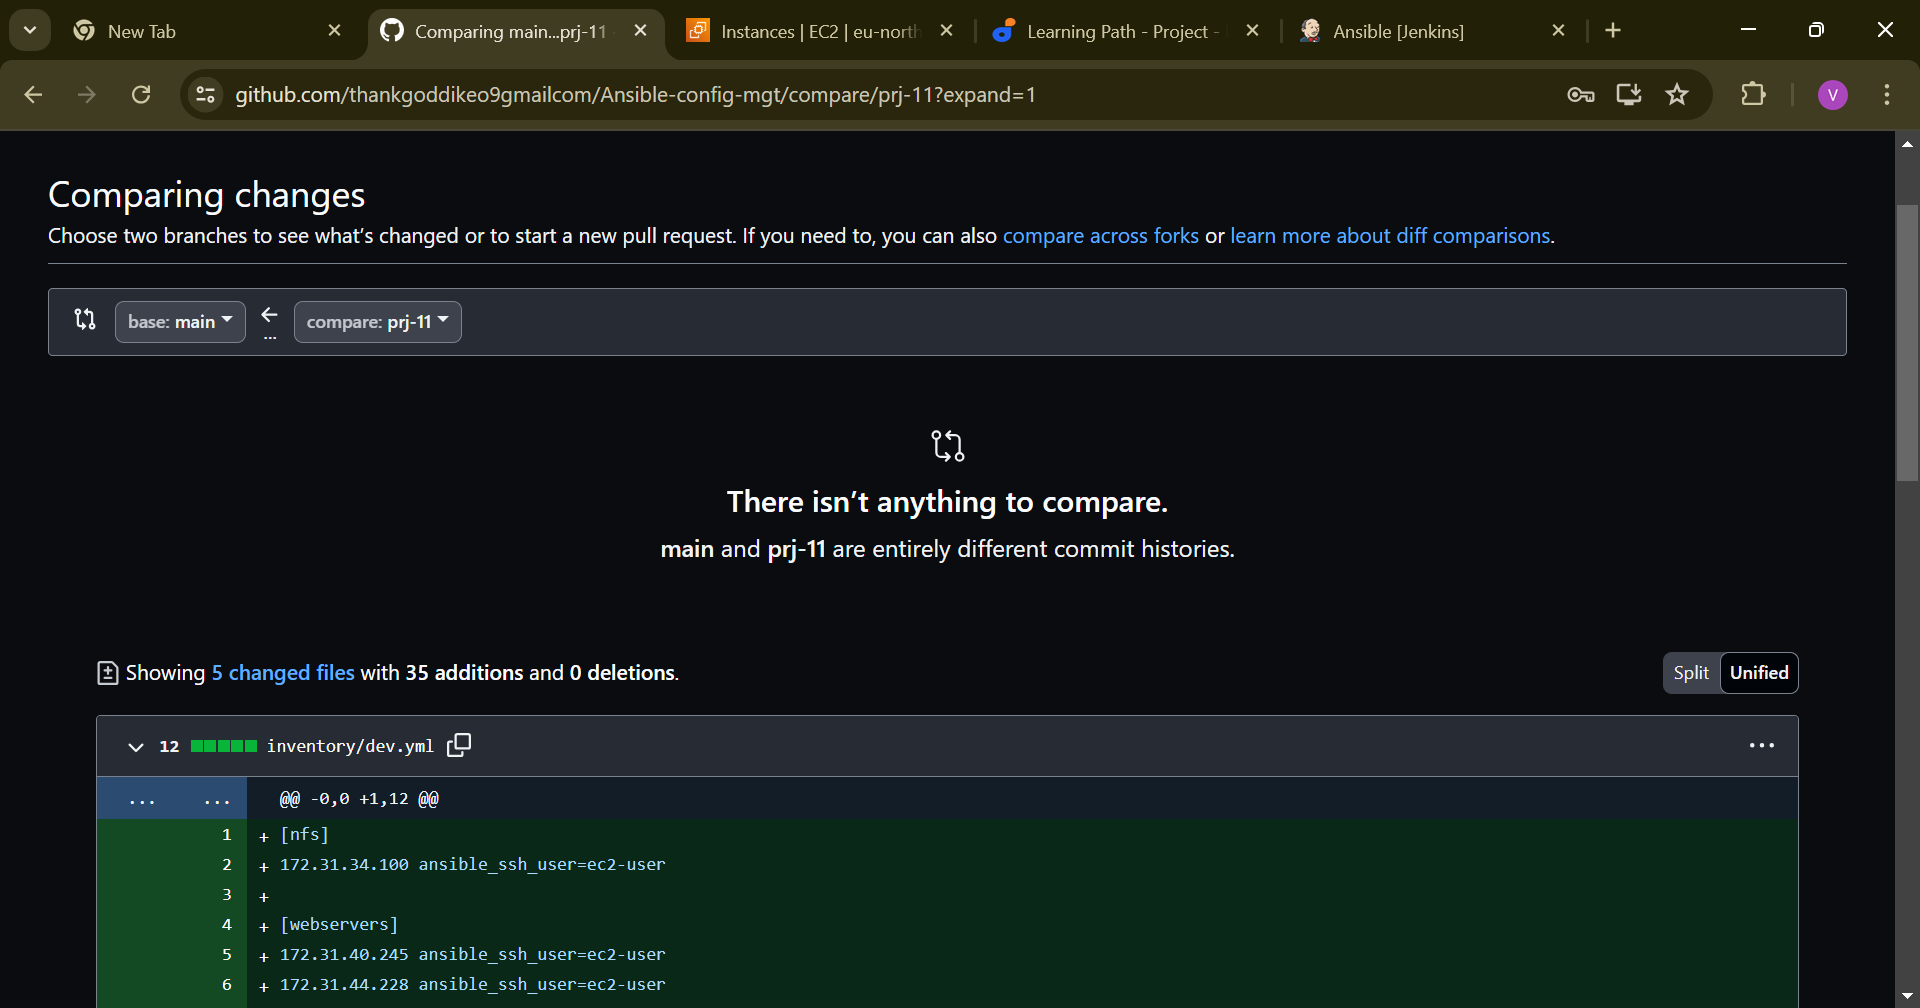 New Tab
Comparing main...prj-11
Instances | EC2 | eu-north
Learning Path - Project -
Ansible [Jenkins]
github.com/thankgoddikeo9gmailcom/Ansible-config-mgt/compare/prj-11?expand=1
V
Comparing changes
Choose two branches to see what's changed or to start a new pull request. If you need to, you can also compare across forks or learn more about diff comparisons.
base: main
...
compare: prj-11
There isn't anything to compare.
main and prj-11 are entirely different commit histories.
Showing 5 changed files with 35 additions and 0 deletions.
Split
Unified
12 inventory/dev.yml
... ... @@ -0,0 +1,12 @@
1 + [nfs]
2 + 172.31.34.100 ansible_ssh_user=ec2-user
3 +
4 + [webservers]
5 + 172.31.40.245 ansible_ssh_user=ec2-user
6 + 172.31.44.228 ansible_ssh_user=ec2-user